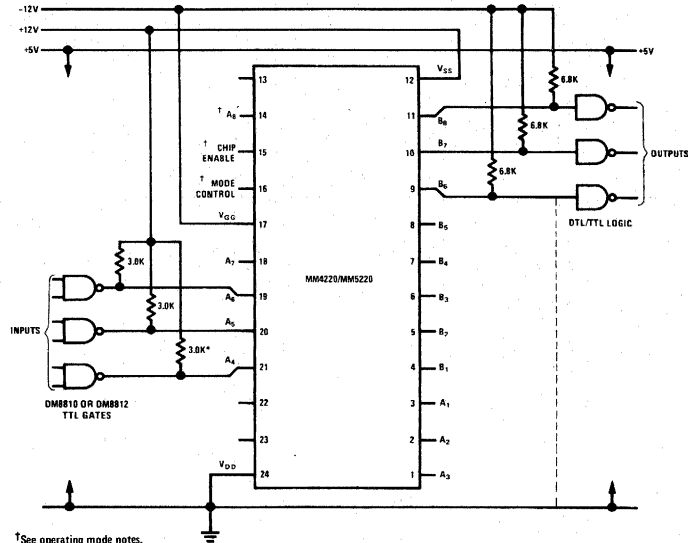 -12V
+12V
+5V
+5V
VSS
13
12
6.8K
† A8
14
11
B8
6.8K
† CHIP
ENABLE
15
10
B7
OUTPUTS
6.8K
† MODE
CONTROL
16
9
B6
VGG
17
DTL/TTL LOGIC
8
B5
3.0K
A7
18
MM4220/MM5220
7
B4
A6
19
6
B3
3.0K
INPUTS
A5
20
5
B7
3.0K*
A4
21
4
B1
DM8810 OR DM8812
TTL GATES
22
3
A1
23
2
A2
VDD
24
1
A3
†See operating mode notes.